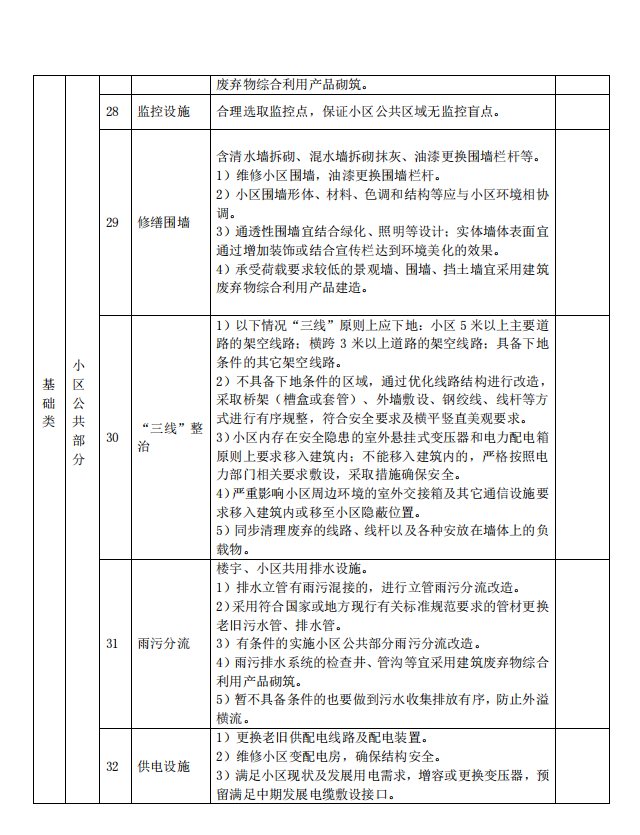 废弃物综合利用产品砌筑。
28 监控设施 合理选取监控点，保证小区公共区域无监控盲点。
29 修缮围墙
含清水墙拆砌、混水墙拆砌抹灰、油漆更换围墙栏杆等。
1）维修小区围墙，油漆更换围墙栏杆。
2）小区围墙形体、材料、色调和结构等应与小区环境相协
调。
3）通透性围墙宜结合绿化、照明等设计；实体墙体表面宜
通过增加装饰或结合宣传栏达到环境美化的效果。
4）承受荷载要求较低的景观墙、围墙、挡土墙宜采用建筑
废弃物综合利用产品建造。
基础类
小区公共部分
30 “三线”整
治
1）以下情况“三线”原则上应下地：小区 5 米以上主要道
路的架空线路；横跨 3 米以上道路的架空线路；具备下地
条件的其它架空线路。
2）不具备下地条件的区域，通过优化线路结构进行改造，
采取桥架（槽盒或套管）、外墙敷设、钢绞线、线杆等方
式进行有序规整，符合安全要求及横平竖直美观要求。
3）小区内存在安全隐患的室外悬挂式变压器和电力配电箱
原则上要求移入建筑内；不能移入建筑内的，严格按照电
力部门相关要求敷设，采取措施确保安全。
4）严重影响小区周边环境的室外交接箱及其它通信设施要
求移入建筑内或移至小区隐蔽位置。
5）同步清理废弃的线路、线杆以及各种安放在墙体上的负
载物。
31 雨污分流
楼宇、小区共用排水设施。
1）排水立管有雨污混接的，进行立管雨污分流改造。
2）采用符合国家或地方现行有关标准规范要求的管材更换
老旧污水管、排水管。
3）有条件的实施小区公共部分雨污分流改造。
4）雨污排水系统的检查井、管沟等宜采用建筑废弃物综合
利用产品砌筑。
5）暂不具备条件的也要做到污水收集排放有序，防止外溢
横流。
32 供电设施
1）更换老旧供配电线路及配电装置。
2）维修小区变配电房，确保结构安全。
3）满足小区现状及发展用电需求，增容或更换变压器，预
留满足中期发展电缆敷设接口。